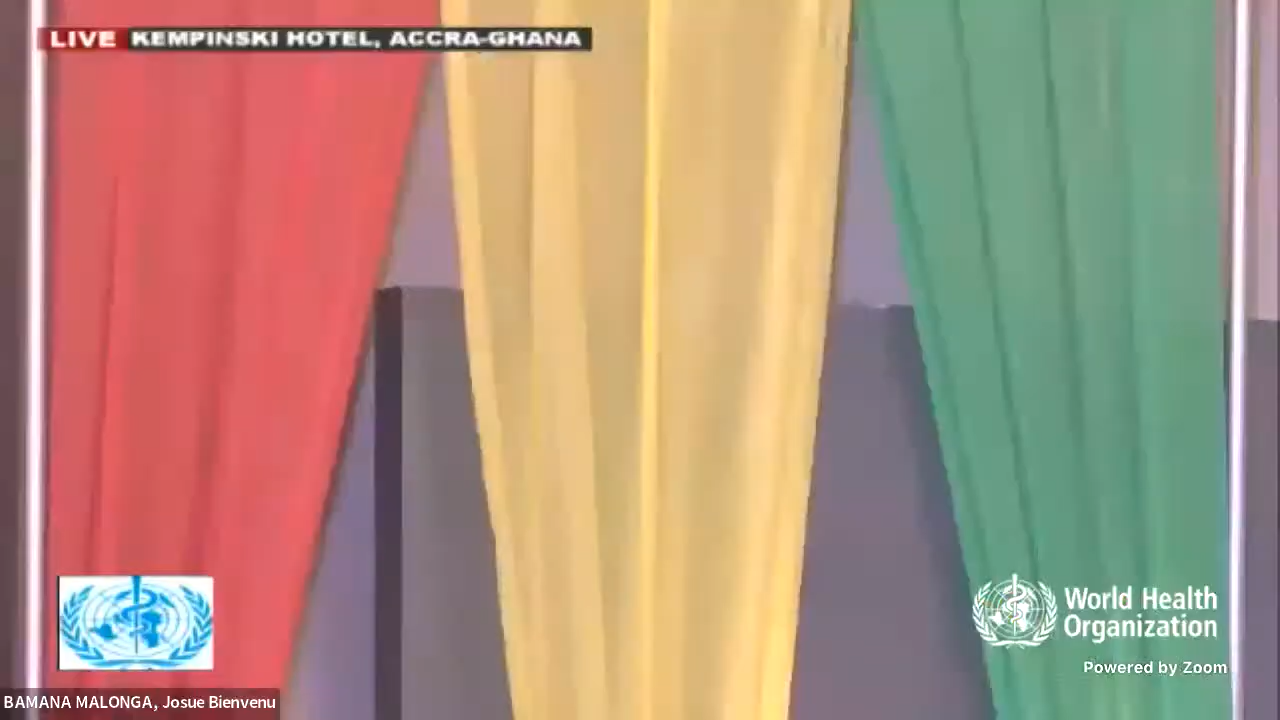 LIVE KEMPINSKI HOTEL, ACCRA-GHANA
World Health
Organization
Powered by Zoom
BAMANA MALONGA, Josue Bienvenu